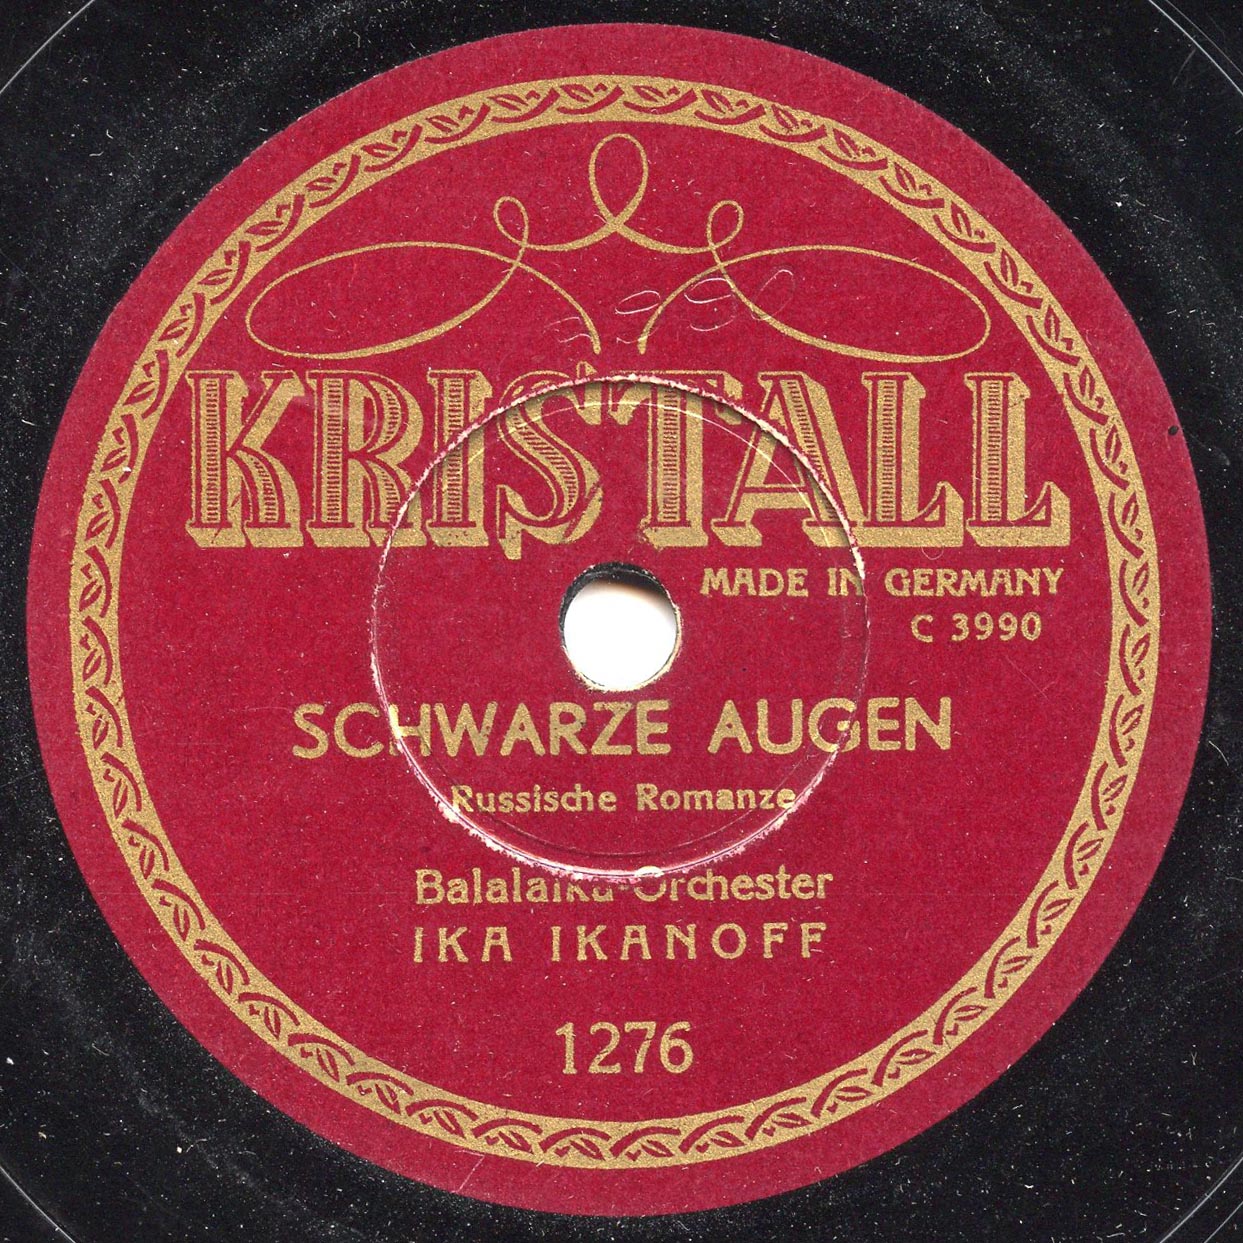 KRISTALL
MADE IN GERMANY
C 3990
SCHWARZE AUGEN
Russische Romanze
Balalaika-Orchester
IKA IKANOFF
1276